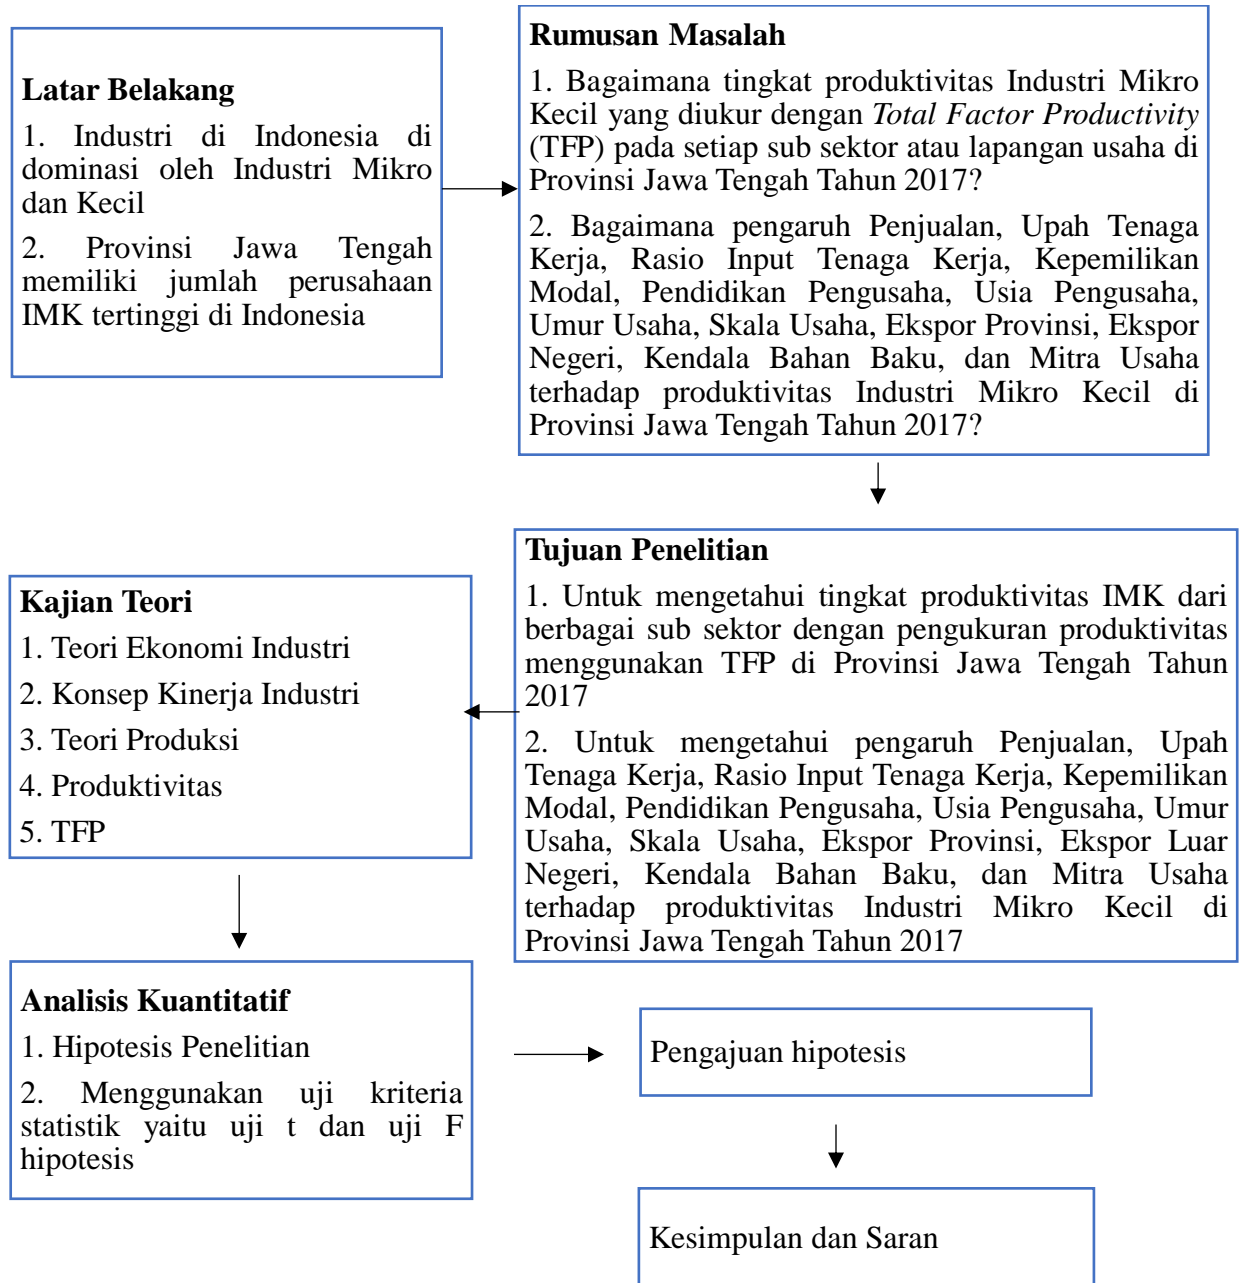 Latar Belakang
1. Industri di Indonesia di
dominasi oleh Industri Mikro
dan Kecil
2. Provinsi Jawa Tengah
memiliki jumlah perusahaan
IMK tertinggi di Indonesia
Rumusan Masalah
1. Bagaimana tingkat produktivitas Industri Mikro
Kecil yang diukur dengan Total Factor Productivity
(TFP) pada setiap sub sektor atau lapangan usaha di
Provinsi Jawa Tengah Tahun 2017?
2. Bagaimana pengaruh Penjualan, Upah Tenaga
Kerja, Rasio Input Tenaga Kerja, Kepemilikan
Modal, Pendidikan Pengusaha, Usia Pengusaha,
Umur Usaha, Skala Usaha, Ekspor Provinsi, Ekspor
Negeri, Kendala Bahan Baku, dan Mitra Usaha
terhadap produktivitas Industri Mikro Kecil di
Provinsi Jawa Tengah Tahun 2017?
Tujuan Penelitian
1. Untuk mengetahui tingkat produktivitas IMK dari
berbagai sub sektor dengan pengukuran produktivitas
menggunakan TFP di Provinsi Jawa Tengah Tahun
2017
2. Untuk mengetahui pengaruh Penjualan, Upah
Tenaga Kerja, Rasio Input Tenaga Kerja, Kepemilikan
Modal, Pendidikan Pengusaha, Usia Pengusaha, Umur
Usaha, Skala Usaha, Ekspor Provinsi, Ekspor Luar
Negeri, Kendala Bahan Baku, dan Mitra Usaha
terhadap produktivitas Industri Mikro Kecil di
Provinsi Jawa Tengah Tahun 2017
Kajian Teori
1. Teori Ekonomi Industri
2. Konsep Kinerja Industri
3. Teori Produksi
4. Produktivitas
5. TFP
Analisis Kuantitatif
1. Hipotesis Penelitian
2. Menggunakan uji kriteria
statistik yaitu uji t dan uji F
hipotesis
Pengajuan hipotesis
Kesimpulan dan Saran